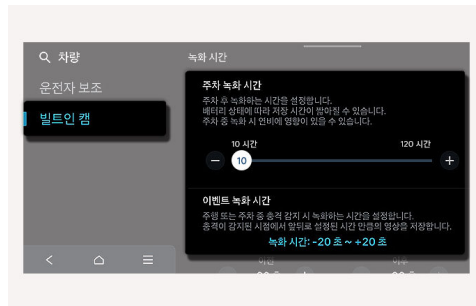 차량
녹화 시간
운전자 보조
빌트인 캠
주차 녹화 시간
주차 후 녹화하는 시간을 설정합니다.
배터리 상태에 따라 저장 시간이 짧아질 수 있습니다.
주차 중 녹화 시 연비에 영향이 있을 수 있습니다.
10 시간
120 시간
10
이벤트 녹화 시간
주행 또는 주차 중 충격 감지 시 녹화하는 시간을 설정합니다.
충격이 감지된 시점에서 앞뒤로 설정된 시간 만큼의 영상을 저장합니다.
녹화 시간: -20 초 ~ +20 초
이전
이후